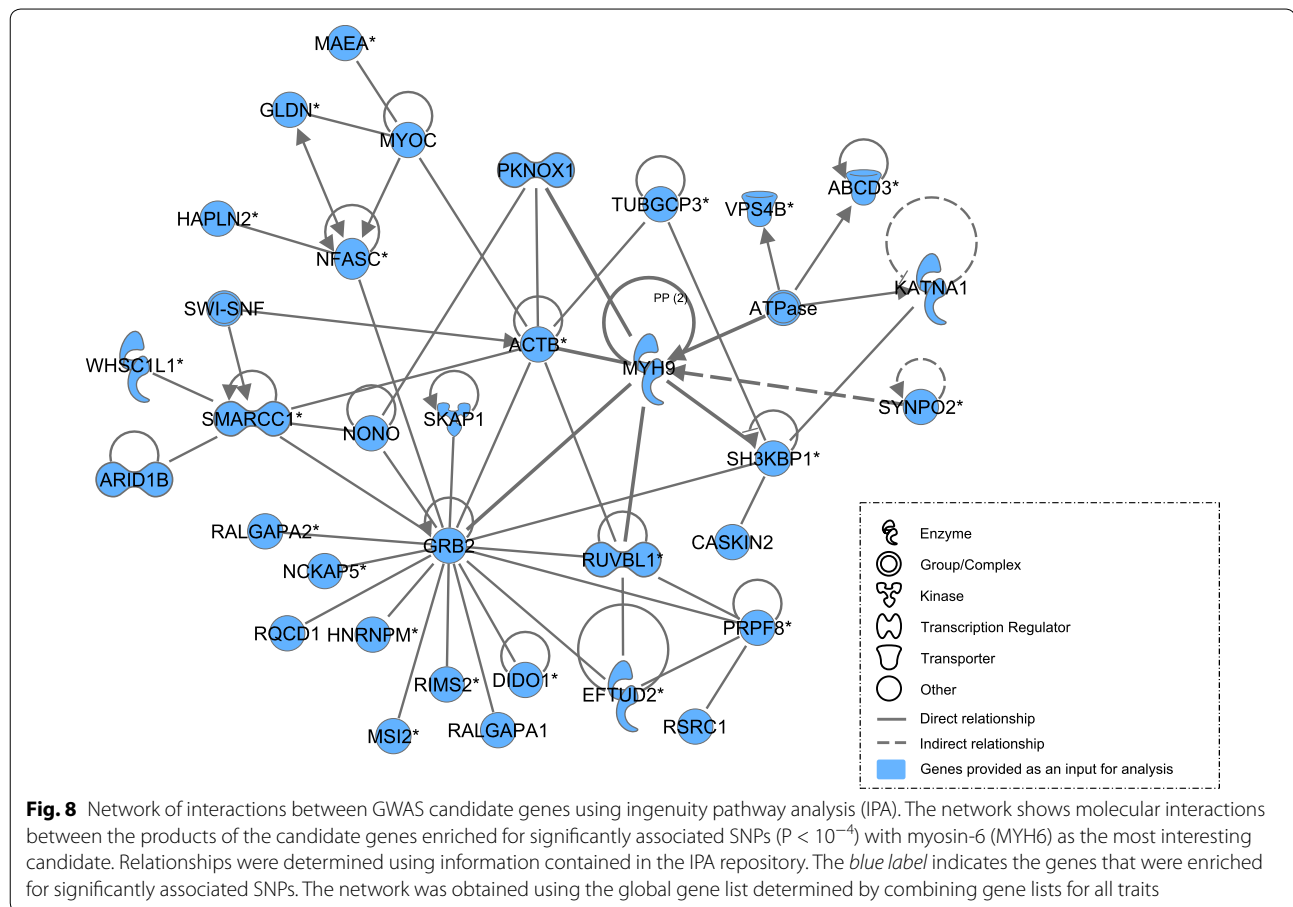 MAEA*
GLDN*
MYOC
PKNOX1
TUBGCP3*
VPS4B*
ABCD3*
HAPLN2*
NFASC*
KATNA1
SWI-SNF
PP (2)
ATPase
ACTB*
MYH9
WHSC1L1*
SYNPO2*
SMARCC1*
NONO
SKAP1
SH3KBP1*
ARID1B
RALGAPA2*
GRB2
RUVBL1*
CASKIN2
NCKAP5*
RQCD1
HNRNPM*
PRPF8*
RIMS2*
DIDO1*
EFTUD2*
MSI2*
RALGAPA1
RSRC1
Enzyme
Group/Complex
Kinase
Transcription Regulator
Transporter
Other
Direct relationship
Indirect relationship
Genes provided as an input for analysis
Fig. 8 Network of interactions between GWAS candidate genes using ingenuity pathway analysis (IPA). The network shows molecular interactions
between the products of the candidate genes enriched for significantly associated SNPs (P < 10⁻⁴) with myosin-6 (MYH6) as the most interesting
candidate. Relationships were determined using information contained in the IPA repository. The blue label indicates the genes that were enriched
for significantly associated SNPs. The network was obtained using the global gene list determined by combining gene lists for all traits